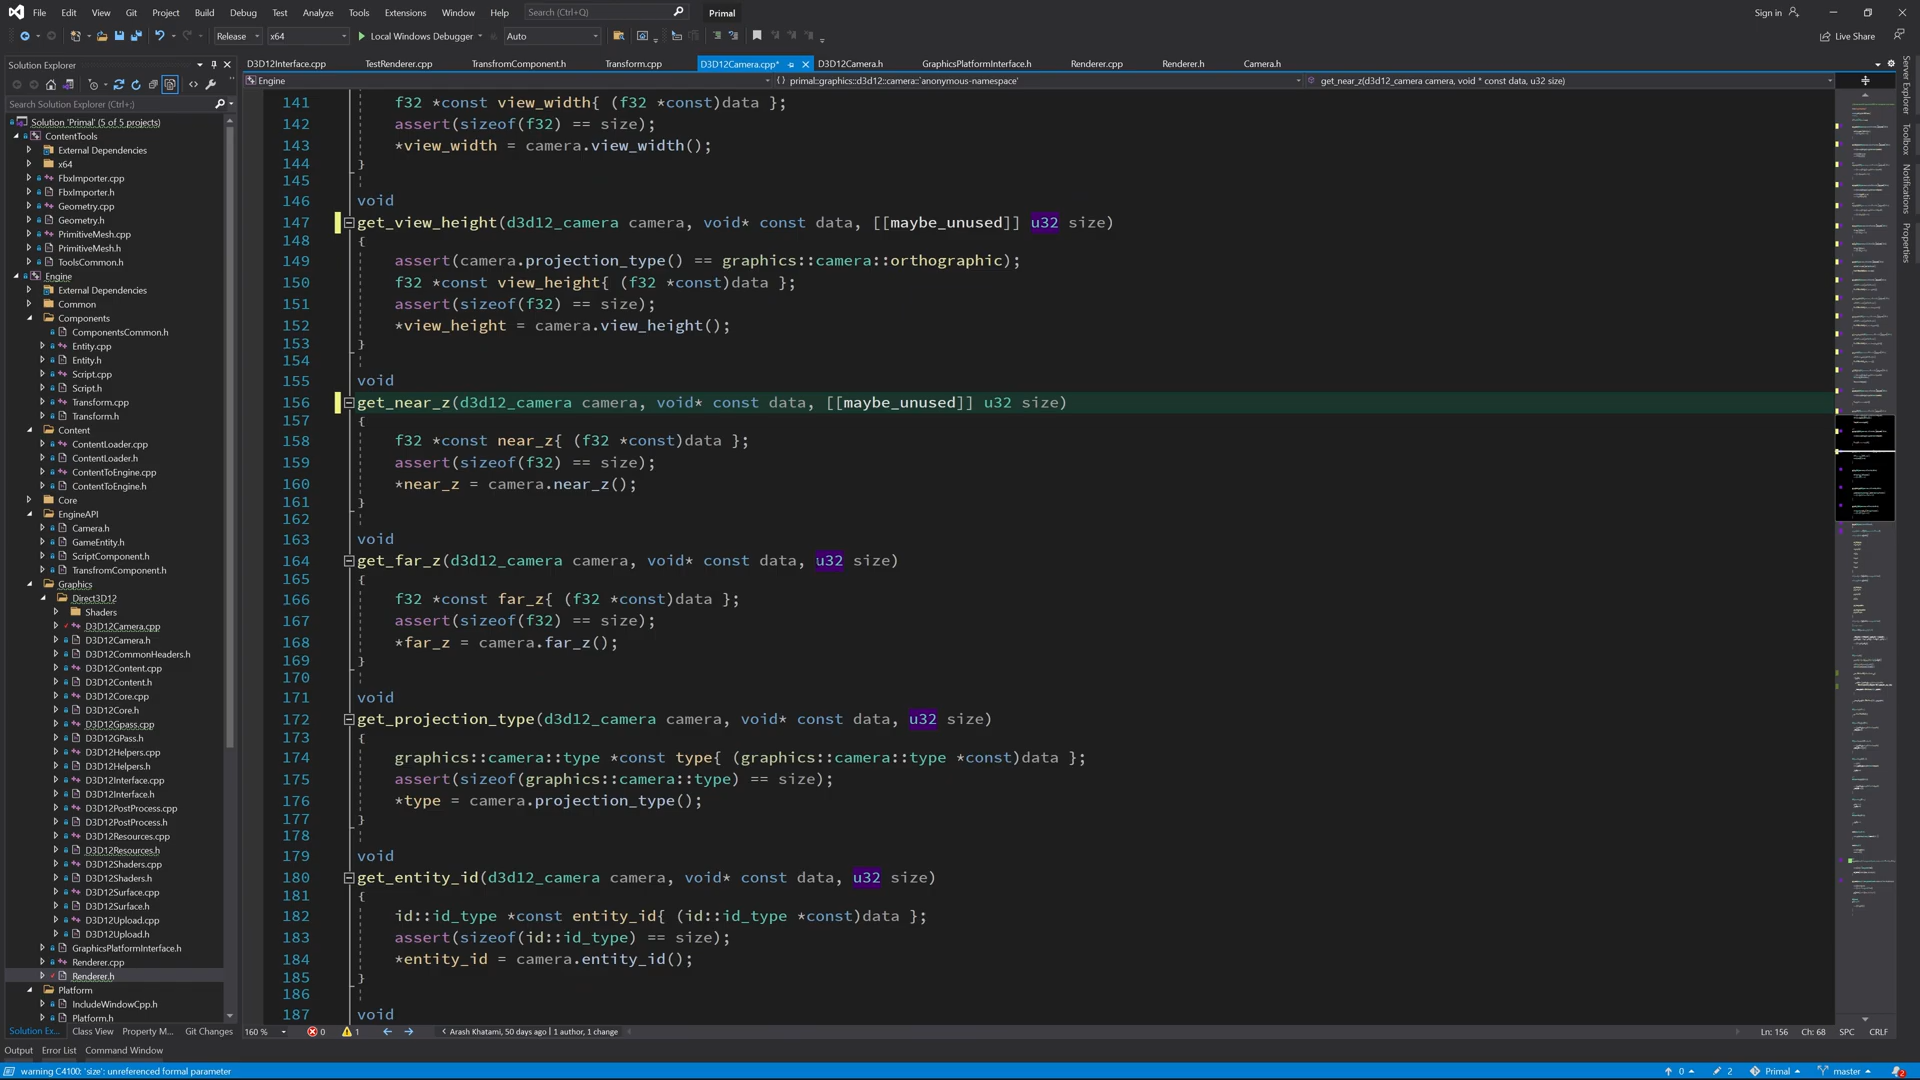 File Edit View Git Project Build Debug Test Analyze Tools Extensions Window Help Search (Ctrl+Q) Primal Sign in
Release x64 Local Windows Debugger Auto Live Share
Solution Explorer
D3D12Interface.cpp TestRenderer.cpp TransfromComponent.h Transform.cpp D3D12Camera.cpp* D3D12Camera.h GraphicsPlatformInterface.h Renderer.cpp Renderer.h Camera.h
Engine primal::graphics::d3d12::camera::`anonymous-namespace' get_near_z(d3d12_camera camera, void * const data, u32 size)
Search Solution Explorer (Ctrl+;)
Solution 'Primal' (5 of 5 projects)
ContentTools
External Dependencies
x64
FbxImporter.cpp
FbxImporter.h
Geometry.cpp
Geometry.h
PrimitiveMesh.cpp
PrimitiveMesh.h
ToolsCommon.h
Engine
External Dependencies
Common
Components
ComponentsCommon.h
Entity.cpp
Entity.h
Script.cpp
Script.h
Transform.cpp
Transform.h
Content
ContentLoader.cpp
ContentLoader.h
ContentToEngine.cpp
ContentToEngine.h
Core
EngineAPI
Camera.h
GameEntity.h
ScriptComponent.h
TransfromComponent.h
Graphics
Direct3D12
Shaders
D3D12Camera.cpp
D3D12Camera.h
D3D12CommonHeaders.h
D3D12Content.cpp
D3D12Content.h
D3D12Core.cpp
D3D12Core.h
D3D12Gpass.cpp
D3D12GPass.h
D3D12Helpers.cpp
D3D12Helpers.h
D3D12Interface.cpp
D3D12Interface.h
D3D12PostProcess.cpp
D3D12PostProcess.h
D3D12Resources.cpp
D3D12Resources.h
D3D12Shaders.cpp
D3D12Shaders.h
D3D12Surface.cpp
D3D12Surface.h
D3D12Upload.cpp
D3D12Upload.h
GraphicsPlatformInterface.h
Renderer.cpp
Renderer.h
Platform
IncludeWindowCpp.h
Platform.h
Solution Ex... Class View Property M... Git Changes
141 f32 *const view_width{ (f32 *const)data };
142 assert(sizeof(f32) == size);
143 *view_width = camera.view_width();
144 }
145
146 void
147 get_view_height(d3d12_camera camera, void* const data, [[maybe_unused]] u32 size)
148 {
149 assert(camera.projection_type() == graphics::camera::orthographic);
150 f32 *const view_height{ (f32 *const)data };
151 assert(sizeof(f32) == size);
152 *view_height = camera.view_height();
153 }
154
155 void
156 get_near_z(d3d12_camera camera, void* const data, [[maybe_unused]] u32 size)
157 {
158 f32 *const near_z{ (f32 *const)data };
159 assert(sizeof(f32) == size);
160 *near_z = camera.near_z();
161 }
162
163 void
164 get_far_z(d3d12_camera camera, void* const data, u32 size)
165 {
166 f32 *const far_z{ (f32 *const)data };
167 assert(sizeof(f32) == size);
168 *far_z = camera.far_z();
169 }
170
171 void
172 get_projection_type(d3d12_camera camera, void* const data, u32 size)
173 {
174 graphics::camera::type *const type{ (graphics::camera::type *const)data };
175 assert(sizeof(graphics::camera::type) == size);
176 *type = camera.projection_type();
177 }
178
179 void
180 get_entity_id(d3d12_camera camera, void* const data, u32 size)
181 {
182 id::id_type *const entity_id{ (id::id_type *const)data };
183 assert(sizeof(id::id_type) == size);
184 *entity_id = camera.entity_id();
185 }
186
187 void
Server Explorer
Toolbox
Notifications
Properties
160 % 0 1 Arash Khatami, 50 days ago | 1 author, 1 change Ln: 156 Ch: 68 SPC CRLF
Output Error List Command Window
warning C4100: 'size': unreferenced formal parameter 0 2 Primal master 2